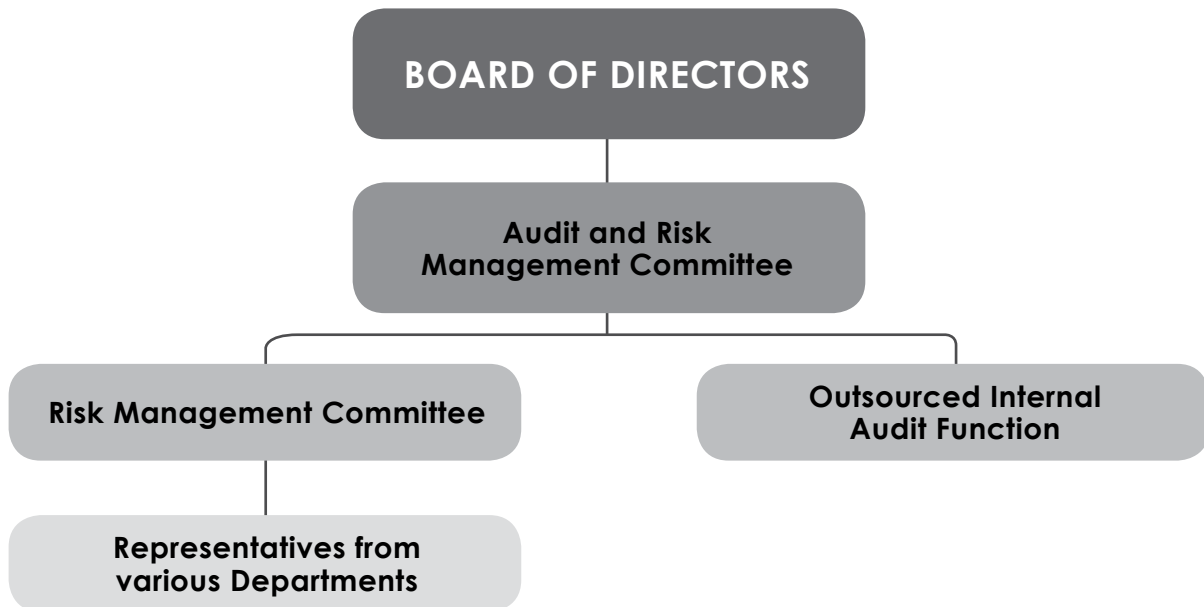 BOARD OF DIRECTORS
Audit and Risk
Management Committee
Risk Management Committee
Outsourced Internal
Audit Function
Representatives from
various Departments